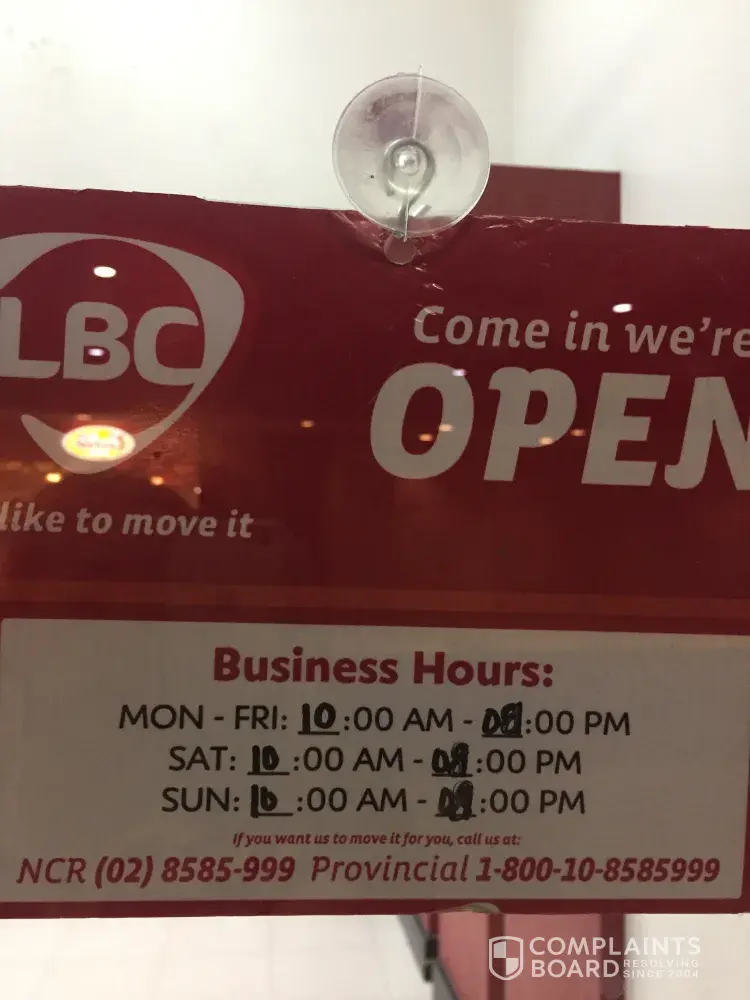 LBC
Come in we're
OPEN
like to move it
Business Hours:
MON - FRI: 10:00 AM - :00 PM
SAT: 10:00 AM - :00 PM
SUN: 10:00 AM - :00 PM
If you want us to move it for you, call us at:
NCR (02) 8585-999 Provincial 1-800-10-8585999
COMPLAINTS
BOARD RESOLVING
SINCE 2004